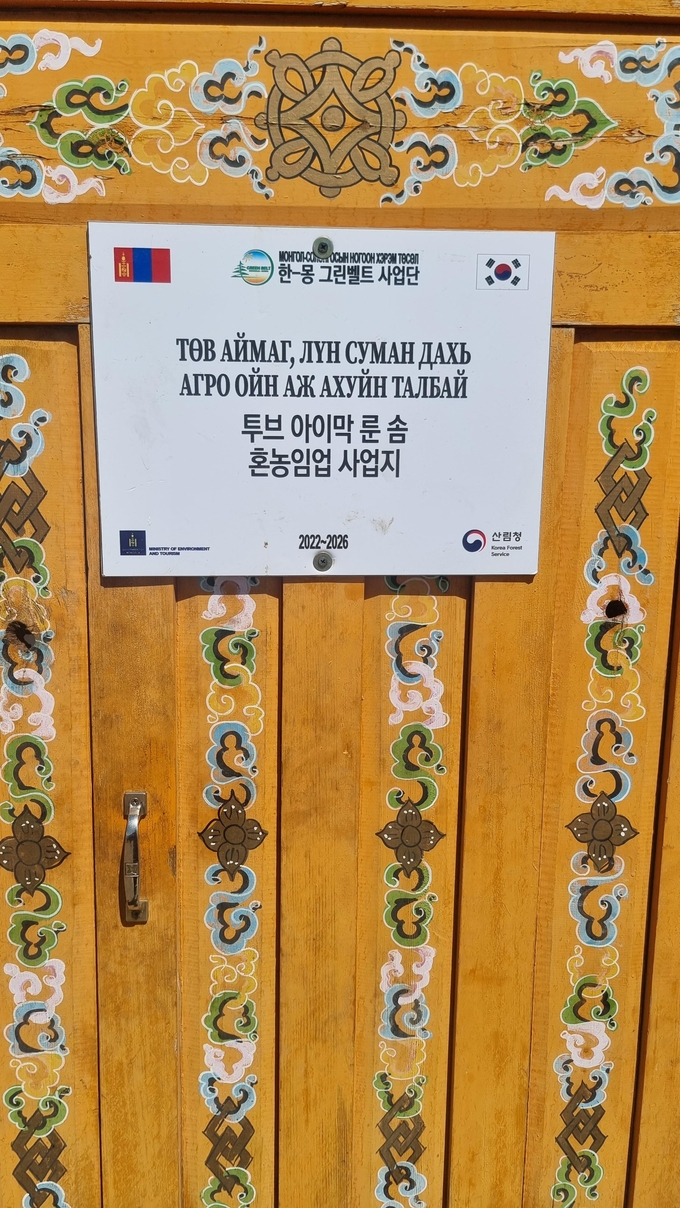 МОНГОЛ-СОЛОНГОСЫН НОГООН ХЭРЭМ ТӨСӨЛ
한-몽 그린벨트 사업단
ТӨВ АЙМАГ, ЛҮН СУМАН ДАХЬ
АГРО ОЙН АЖ АХУЙН ТАЛБАЙ
투브 아이막 룬 솜
혼농임업 사업지
2022~2026
MINISTRY OF ENVIRONMENT
AND TOURISM
산림청
Korea Forest
Service